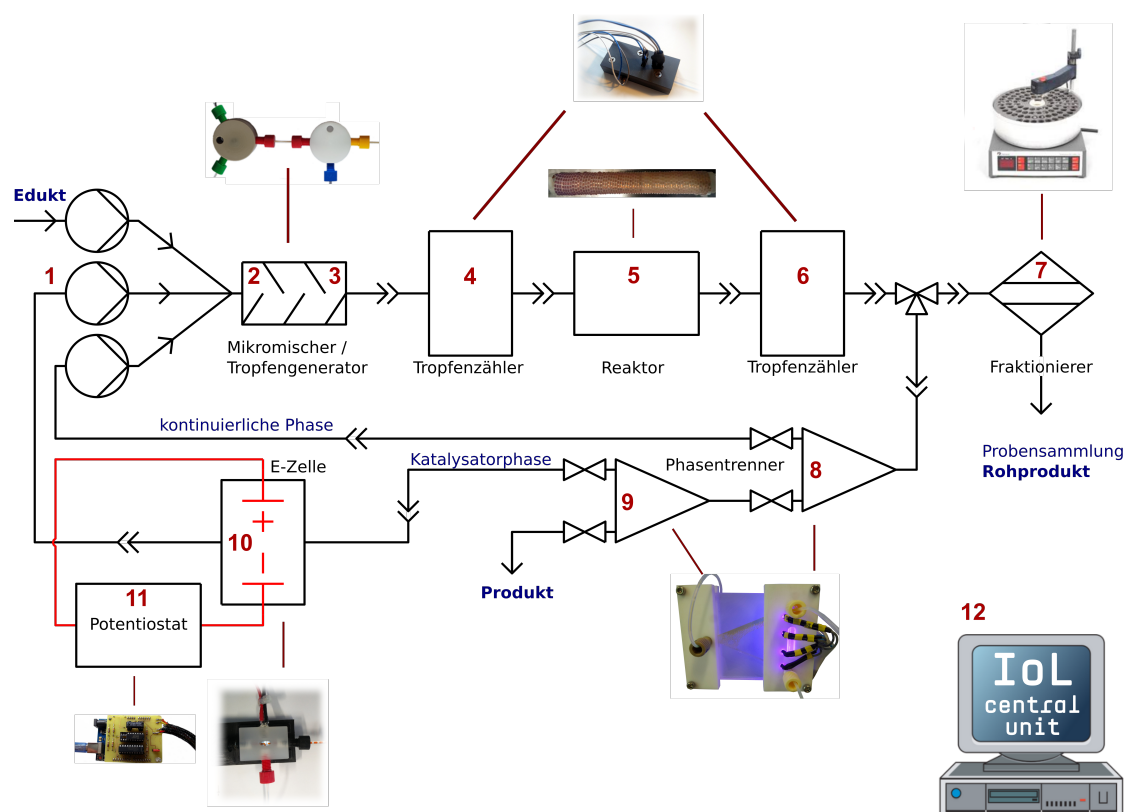 Edukt
1
2
3
4
5
6
7
Mikromischer /
Tropfengenerator
Tropfenzähler
Reaktor
Tropfenzähler
Fraktionierer
kontinuierliche Phase
Katalysatorphase
Phasentrenner
8
9
Probensammlung
Rohprodukt
E-Zelle
10
Produkt
11
Potentiostat
12
IoL
central
unit